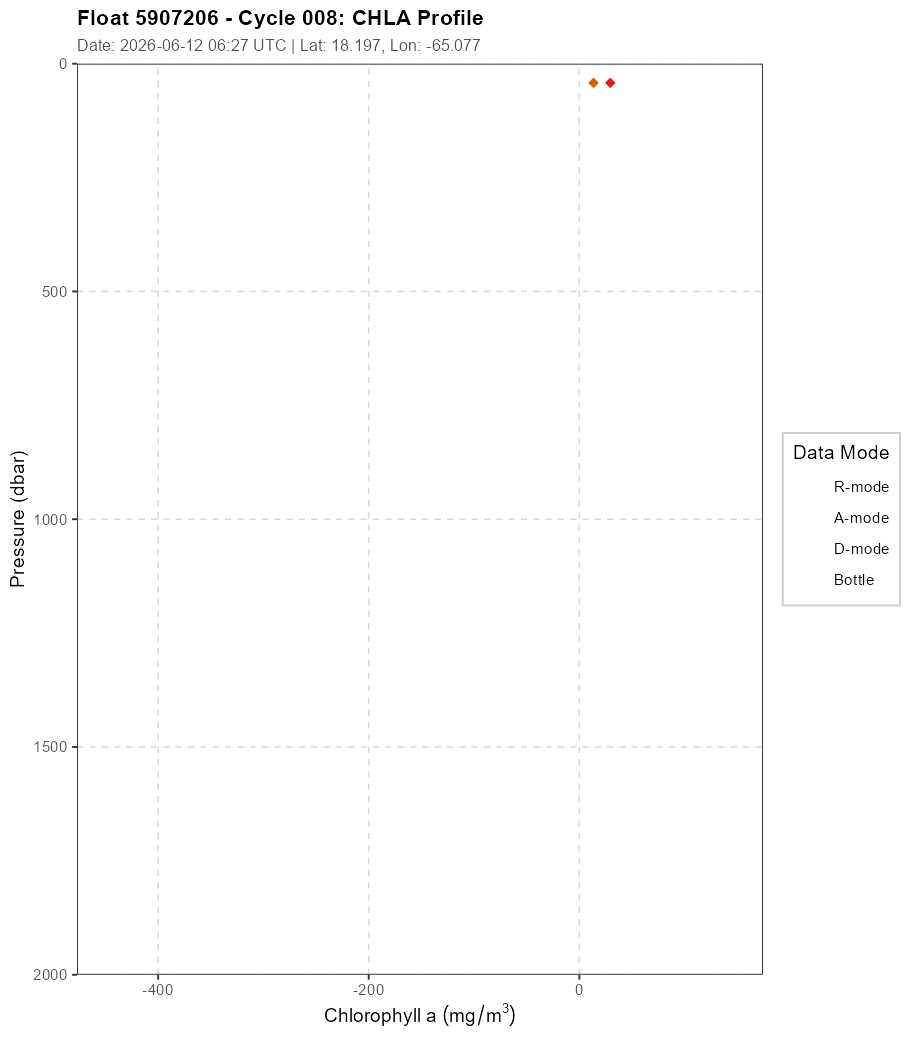 Float 5907206 - Cycle 008: CHLA Profile
Date: 2026-06-12 06:27 UTC | Lat: 18.197, Lon: -65.077
0
500
1000
1500
2000
Pressure (dbar)
-400
-200
0
Chlorophyll a (mg/m³)
Data Mode
R-mode
A-mode
D-mode
Bottle